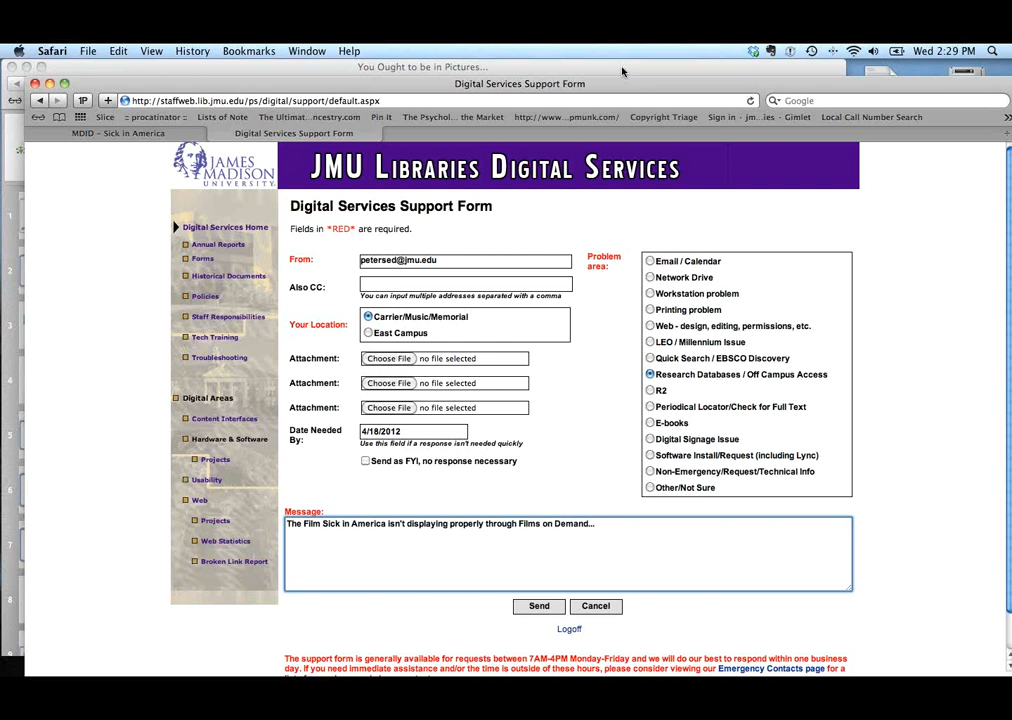 Safari File Edit View History Bookmarks Window Help Wed 2:29 PM
You Ought to be in Pictures...
Digital Services Support Form
1P http://staffweb.lib.jmu.edu/ps/digital/support/default.aspx Google
Slice :: procatinator :: Lists of Note The Ultimat...ncestry.com Pin It The Psychol... the Market http://www....pmunk.com/ Copyright Triage Sign in - jm...ies - Gimlet Local Call Number Search
MDID - Sick in America Digital Services Support Form
JAMES
MADISON
UNIVERSITY
JMU Libraries Digital Services
Digital Services Support Form
Fields in *RED* are required.
Digital Services Home
Annual Reports
Forms
Historical Documents
Policies
Staff Responsibilities
Tech Training
Troubleshooting
Digital Areas
Content Interfaces
Hardware & Software
Projects
Usability
Web
Projects
Web Statistics
Broken Link Report
From: petersed@jmu.edu
Also CC:
You can input multiple addresses separated with a comma
Your Location: Carrier/Music/Memorial
East Campus
Attachment: Choose File no file selected
Attachment: Choose File no file selected
Attachment: Choose File no file selected
Date Needed By: 4/18/2012
Use this field if a response isn't needed quickly
Send as FYI, no response necessary
Problem
area:
Email / Calendar
Network Drive
Workstation problem
Printing problem
Web - design, editing, permissions, etc.
LEO / Millennium Issue
Quick Search / EBSCO Discovery
Research Databases / Off Campus Access
R2
Periodical Locator/Check for Full Text
E-books
Digital Signage Issue
Software Install/Request (including Lync)
Non-Emergency/Request/Technical Info
Other/Not Sure
Message:
The Film Sick in America isn't displaying properly through Films on Demand...
Send Cancel
Logoff
The support form is generally available for requests between 7AM-4PM Monday-Friday and we will do our best to respond within one business
day. If you need immediate assistance and/or the time is outside of these hours, please consider viewing our Emergency Contacts page for
1
2
3
4
5
6
7
8